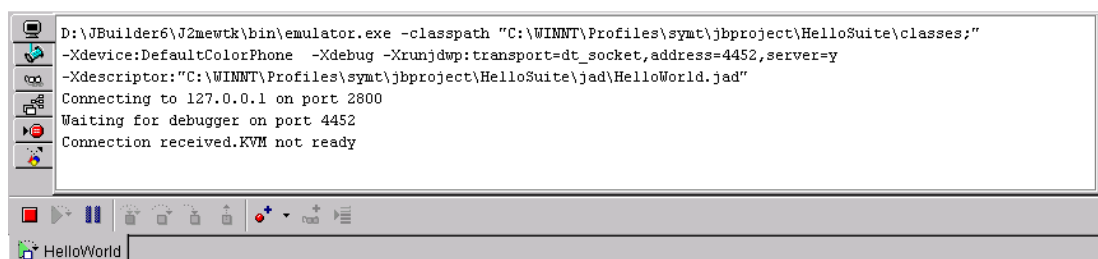 D:\JBuilder6\J2mewtk\bin\emulator.exe -classpath "C:\WINNT\Profiles\symt\jbproject\HelloSuite\classes;"
-Xdevice:DefaultColorPhone  -Xdebug -Xrunjdwp:transport=dt_socket,address=4452,server=y
-Xdescriptor:"C:\WINNT\Profiles\symt\jbproject\HelloSuite\jad\HelloWorld.jad"
Connecting to 127.0.0.1 on port 2800
Waiting for debugger on port 4452
Connection received.KVM not ready
HelloWorld